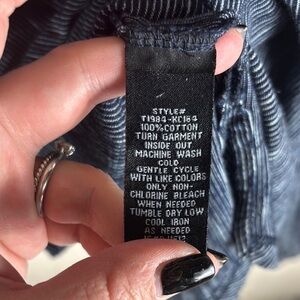 STYLE#
T1984-KC164
100%COTTON
TURN GARMENT
INSIDE OUT
MACHINE WASH
COLD
GENTLE CYCLE
WITH LIKE COLORS
ONLY NON-
CHLORINE BLEACH
WHEN NEEDED
TUMBLE DRY LOW
COOL IRON
AS NEEDED